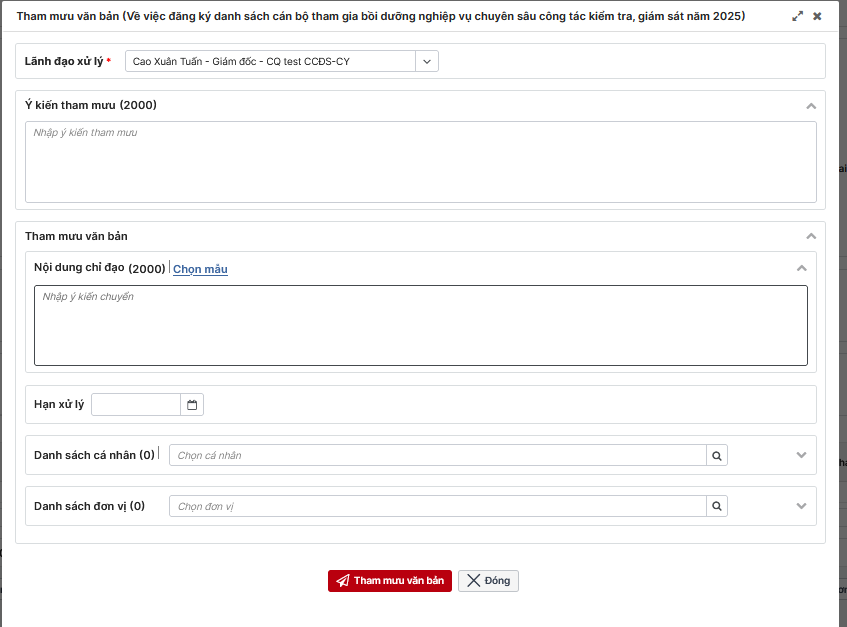 Tham mưu văn bản (Về việc đăng ký danh sách cán bộ tham gia bồi dưỡng nghiệp vụ chuyên sâu công tác kiểm tra, giám sát năm 2025)
Lãnh đạo xử lý * Cao Xuân Tuấn - Giám đốc - CQ test CCĐS-CY
Ý kiến tham mưu (2000)
Nhập ý kiến tham mưu
Tham mưu văn bản
Nội dung chỉ đạo (2000) Chọn mẫu
Nhập ý kiến chuyển
Hạn xử lý
Danh sách cá nhân (0) Chọn cá nhân
Danh sách đơn vị (0) Chọn đơn vị
Tham mưu văn bản Đóng